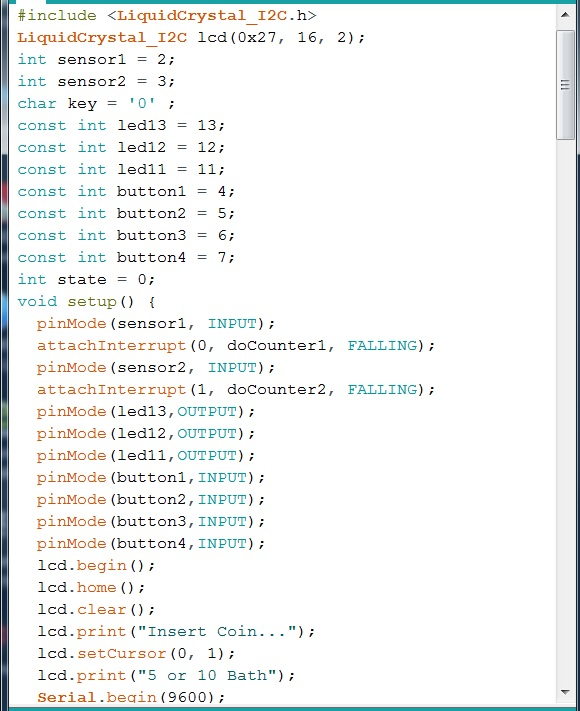 #include <LiquidCrystal_I2C.h>
LiquidCrystal_I2C lcd(0x27, 16, 2);
int sensor1 = 2;
int sensor2 = 3;
char key = '0' ;
const int led13 = 13;
const int led12 = 12;
const int led11 = 11;
const int button1 = 4;
const int button2 = 5;
const int button3 = 6;
const int button4 = 7;
int state = 0;
void setup() {
  pinMode(sensor1, INPUT);
  attachInterrupt(0, doCounter1, FALLING);
  pinMode(sensor2, INPUT);
  attachInterrupt(1, doCounter2, FALLING);
  pinMode(led13,OUTPUT);
  pinMode(led12,OUTPUT);
  pinMode(led11,OUTPUT);
  pinMode(button1,INPUT);
  pinMode(button2,INPUT);
  pinMode(button3,INPUT);
  pinMode(button4,INPUT);
  lcd.begin();
  lcd.home();
  lcd.clear();
  lcd.print("Insert Coin...");
  lcd.setCursor(0, 1);
  lcd.print("5 or 10 Bath");
  Serial.begin(9600);